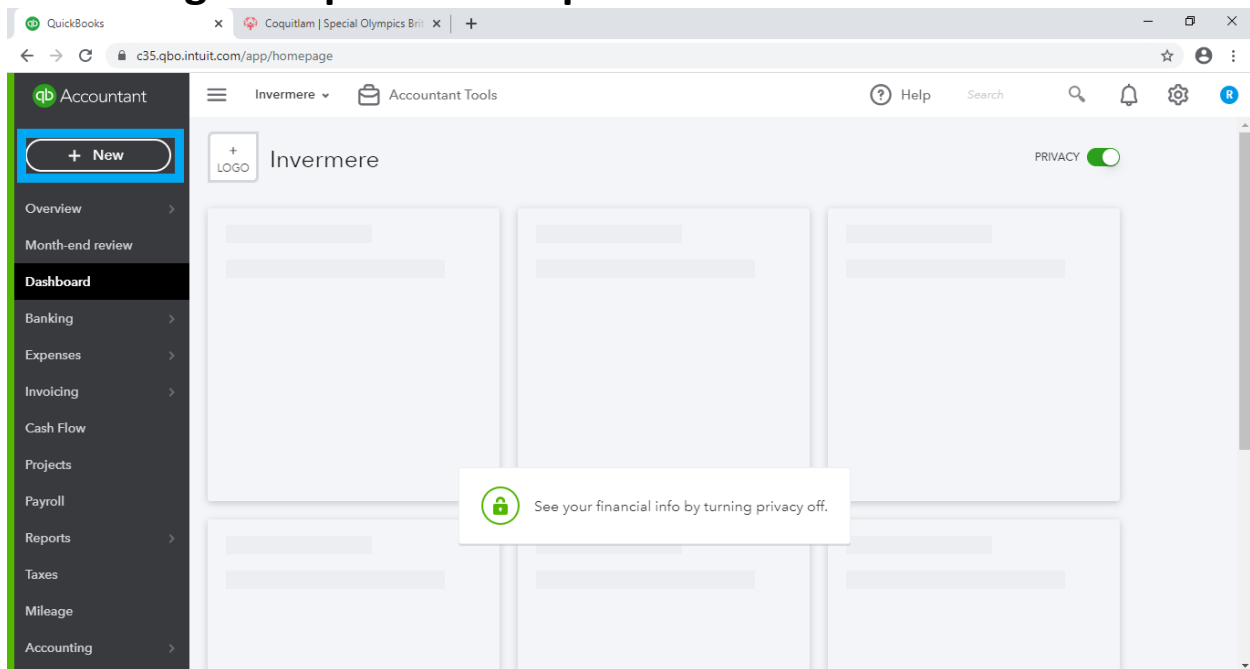 QuickBooks
Coquitlam | Special Olympics Brit
c35.qbo.intuit.com/app/homepage
qb Accountant
Invermere
Accountant Tools
? Help
Search
R
+ New
+
LOGO
Invermere
PRIVACY
Overview
Month-end review
Dashboard
Banking
Expenses
Invoicing
Cash Flow
Projects
Payroll
See your financial info by turning privacy off.
Reports
Taxes
Mileage
Accounting